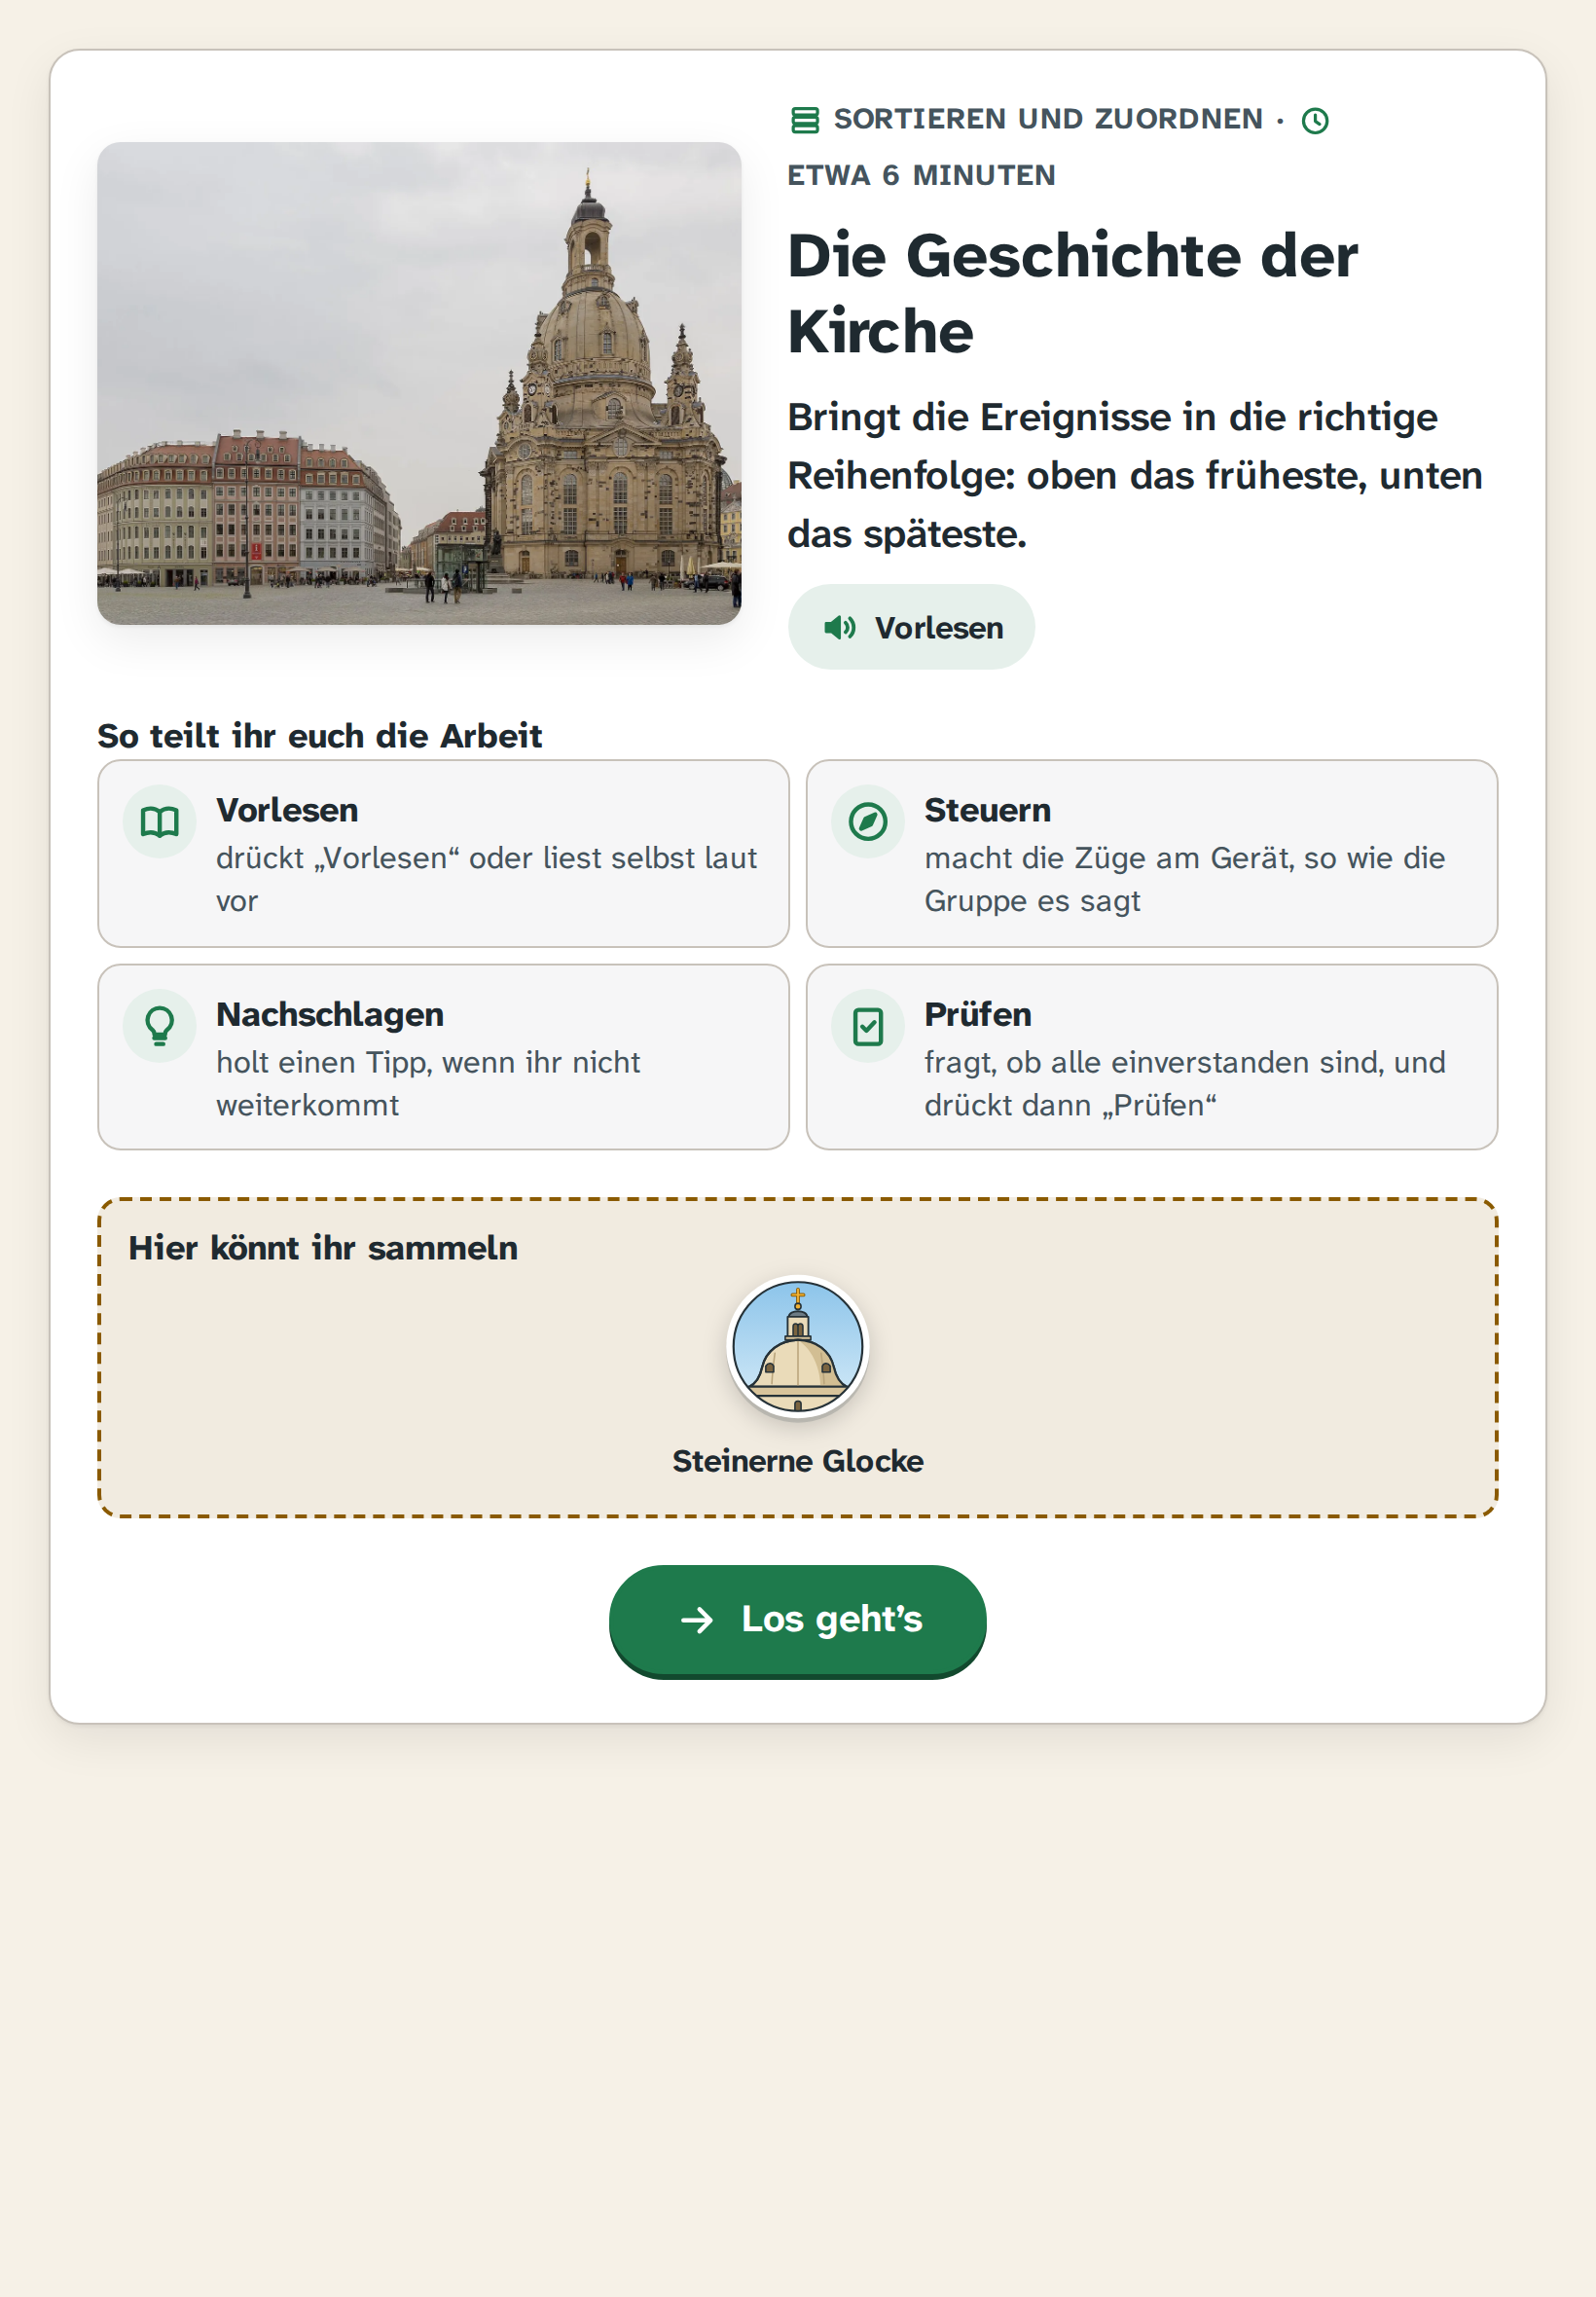 SORTIEREN UND ZUORDNEN ·
ETWA 6 MINUTEN
Die Geschichte der
Kirche
Bringt die Ereignisse in die richtige
Reihenfolge: oben das früheste, unten
das späteste.
Vorlesen
So teilt ihr euch die Arbeit
Vorlesen
drückt „Vorlesen“ oder liest selbst laut
vor
Steuern
macht die Züge am Gerät, so wie die
Gruppe es sagt
Nachschlagen
holt einen Tipp, wenn ihr nicht
weiterkommt
Prüfen
fragt, ob alle einverstanden sind, und
drückt dann „Prüfen“
Hier könnt ihr sammeln
Steinerne Glocke
Los geht’s